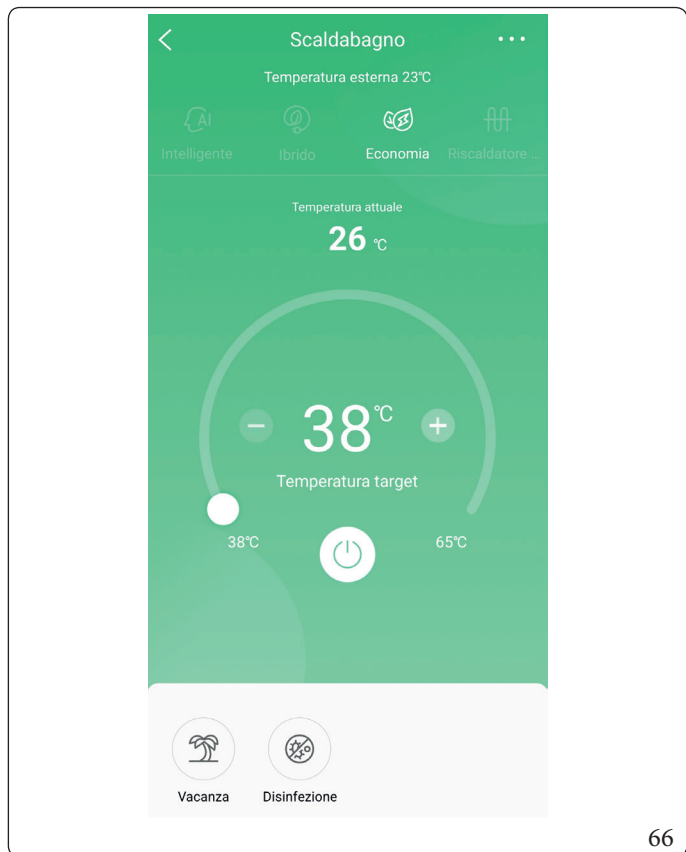 Scaldabagno
Temperatura esterna 23℃
AI
Intelligente Ibrido Economia Riscaldatore ...
Temperatura attuale
26 ℃
38℃
Temperatura target
38℃ 65℃
Vacanza Disinfezione
66